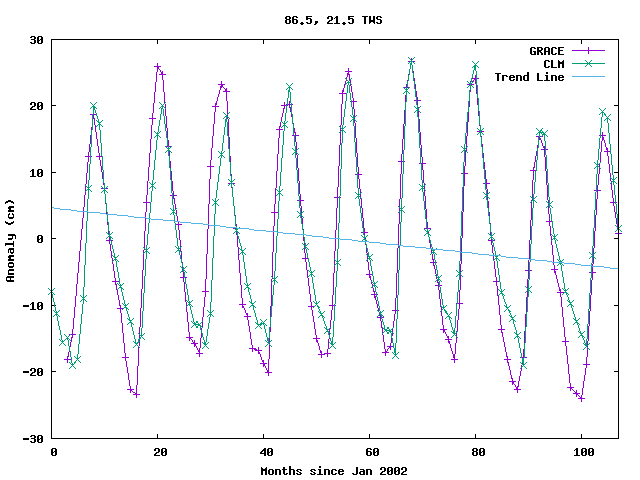 86.5, 21.5 TWS
GRACE
CLM
Trend Line
30
20
10
0
-10
-20
-30
Anomaly (cm)
0 20 40 60 80 100
Months since Jan 2002